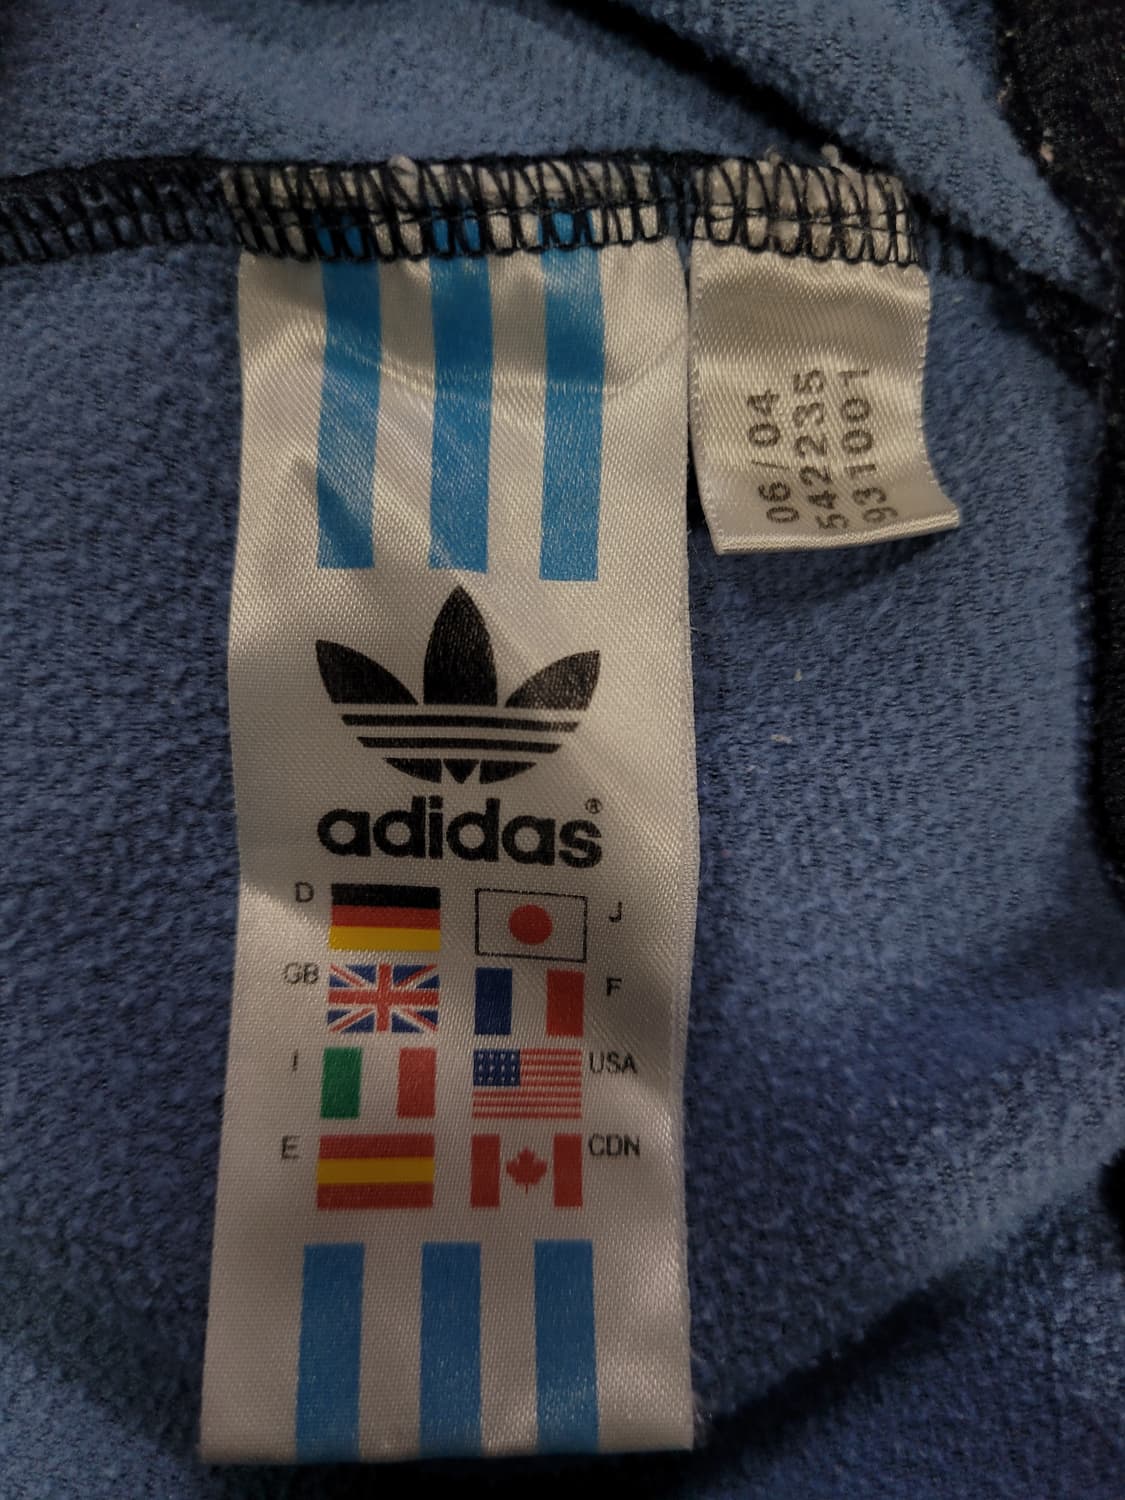 06/04
542235
931001
adidas®
D J
GB F
I USA
E CDN